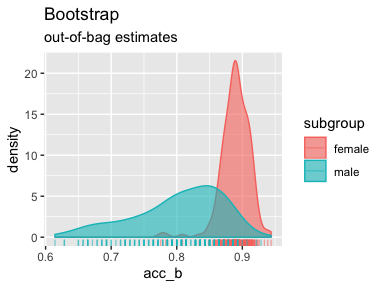 Bootstrap
out-of-bag estimates
20
15
10
5
0
density
0.6 0.7 0.8 0.9
acc_b
subgroup
female
male